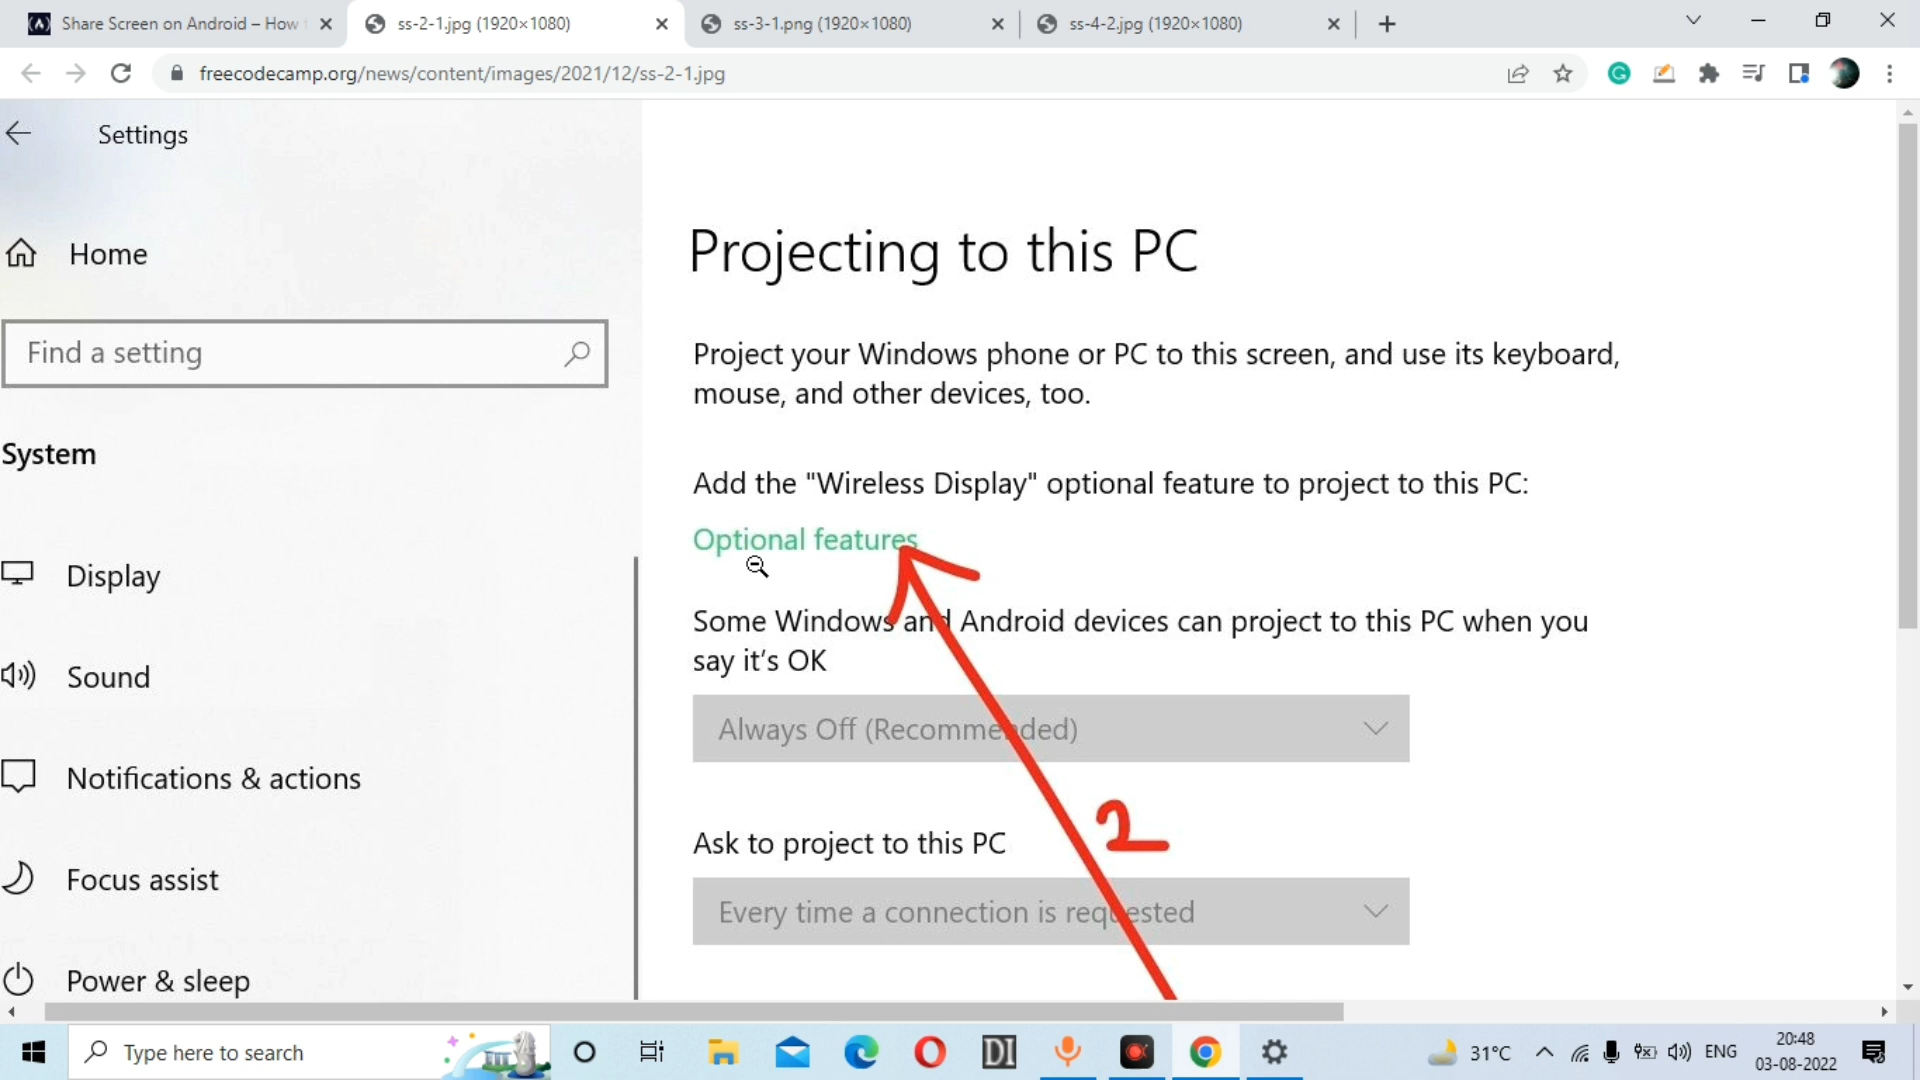 Share Screen on Android – How
ss-2-1.jpg (1920×1080)
ss-3-1.png (1920×1080)
ss-4-2.jpg (1920×1080)
freecodecamp.org/news/content/images/2021/12/ss-2-1.jpg
Settings
Home
Find a setting
System
Display
Sound
Notifications & actions
Focus assist
Power & sleep
Projecting to this PC
Project your Windows phone or PC to this screen, and use its keyboard,
mouse, and other devices, too.
Add the "Wireless Display" optional feature to project to this PC:
Optional features
Some Windows and Android devices can project to this PC when you
say it's OK
Always Off (Recommended)
2
Ask to project to this PC
Every time a connection is requested
Type here to search
DI
31°C
ENG
20:48
03-08-2022